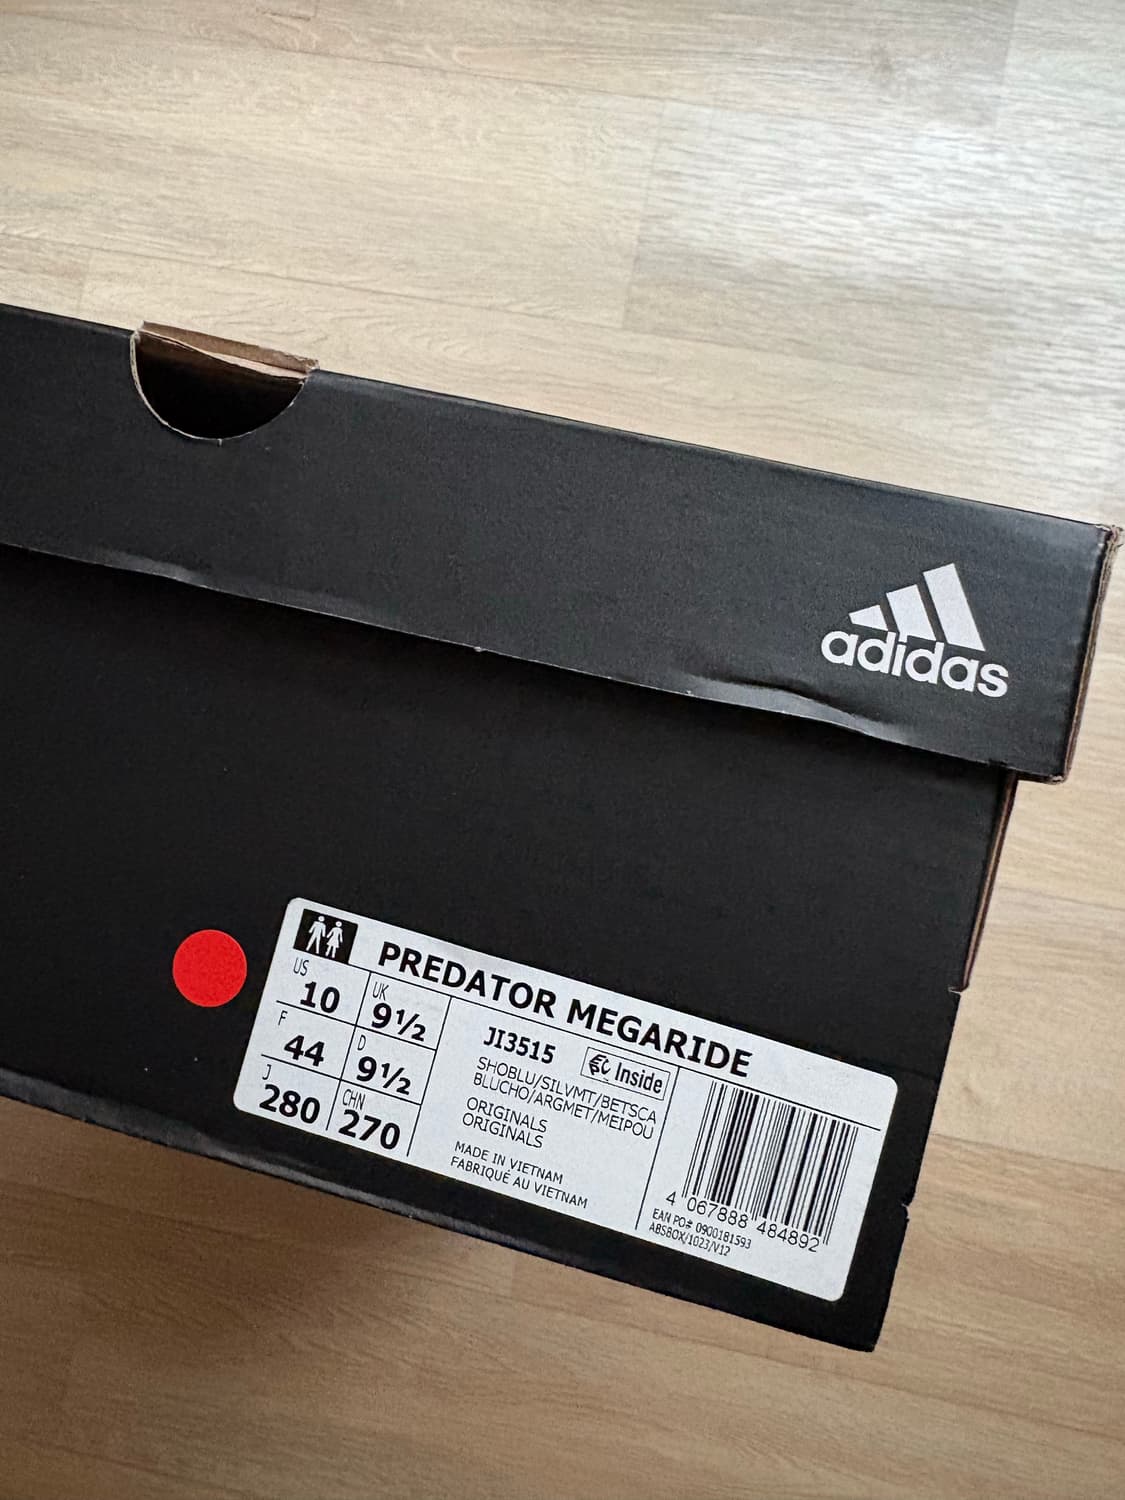 adidas
PREDATOR MEGARIDE
US
10
UK
9½
F
44
D
9½
J
280
CHN
270
JI3515
Inside
SHOBLU/SILVMT/BETSCA
BLUCHO/ARGMET/MEIPOU
ORIGINALS
ORIGINALS
MADE IN VIETNAM
FABRIQUÉ AU VIETNAM
4 067888 484892
EAN PO# 0900181593
ABSBOX/1023/V12